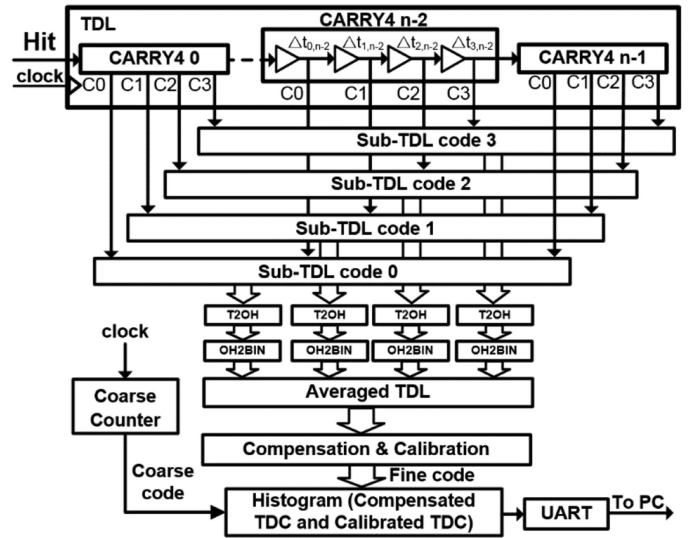 TDL
CARRY4 n-2
Hit
CARRY4 0
Δt0,n-2
Δt1,n-2
Δt2,n-2
Δt3,n-2
CARRY4 n-1
clock
C0 C1 C2 C3
C0 C1 C2 C3
C0 C1 C2 C3
Sub-TDL code 3
Sub-TDL code 2
Sub-TDL code 1
Sub-TDL code 0
T2OH T2OH T2OH T2OH
OH2BIN OH2BIN OH2BIN OH2BIN
clock
Averaged TDL
Coarse
Counter
Compensation & Calibration
Coarse
code
Fine code
Histogram (Compensated
TDC and Calibrated TDC)
UART
To PC